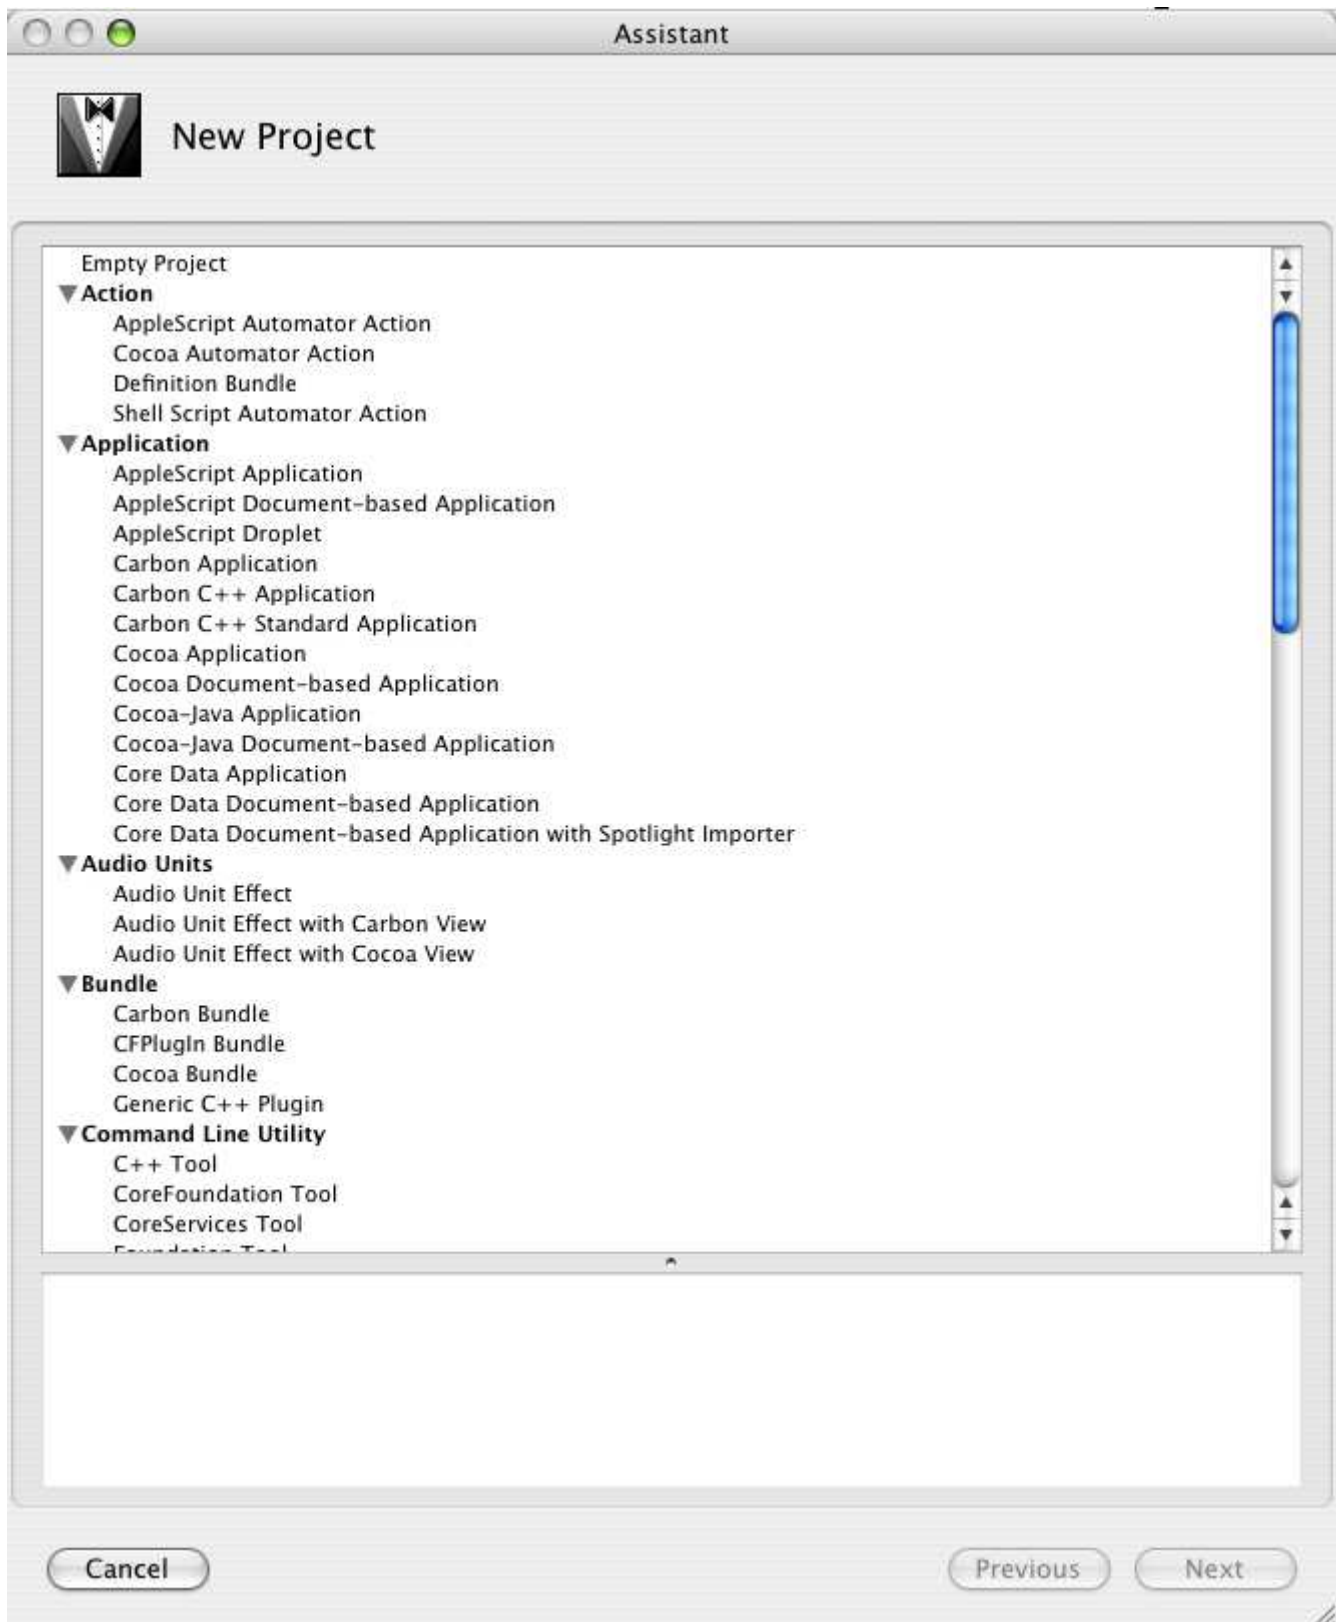 Assistant
New Project
Empty Project
Action
AppleScript Automator Action
Cocoa Automator Action
Definition Bundle
Shell Script Automator Action
Application
AppleScript Application
AppleScript Document-based Application
AppleScript Droplet
Carbon Application
Carbon C++ Application
Carbon C++ Standard Application
Cocoa Application
Cocoa Document-based Application
Cocoa-Java Application
Cocoa-Java Document-based Application
Core Data Application
Core Data Document-based Application
Core Data Document-based Application with Spotlight Importer
Audio Units
Audio Unit Effect
Audio Unit Effect with Carbon View
Audio Unit Effect with Cocoa View
Bundle
Carbon Bundle
CFPlugIn Bundle
Cocoa Bundle
Generic C++ Plugin
Command Line Utility
C++ Tool
CoreFoundation Tool
CoreServices Tool
Foundation Tool
Cancel
Previous
Next